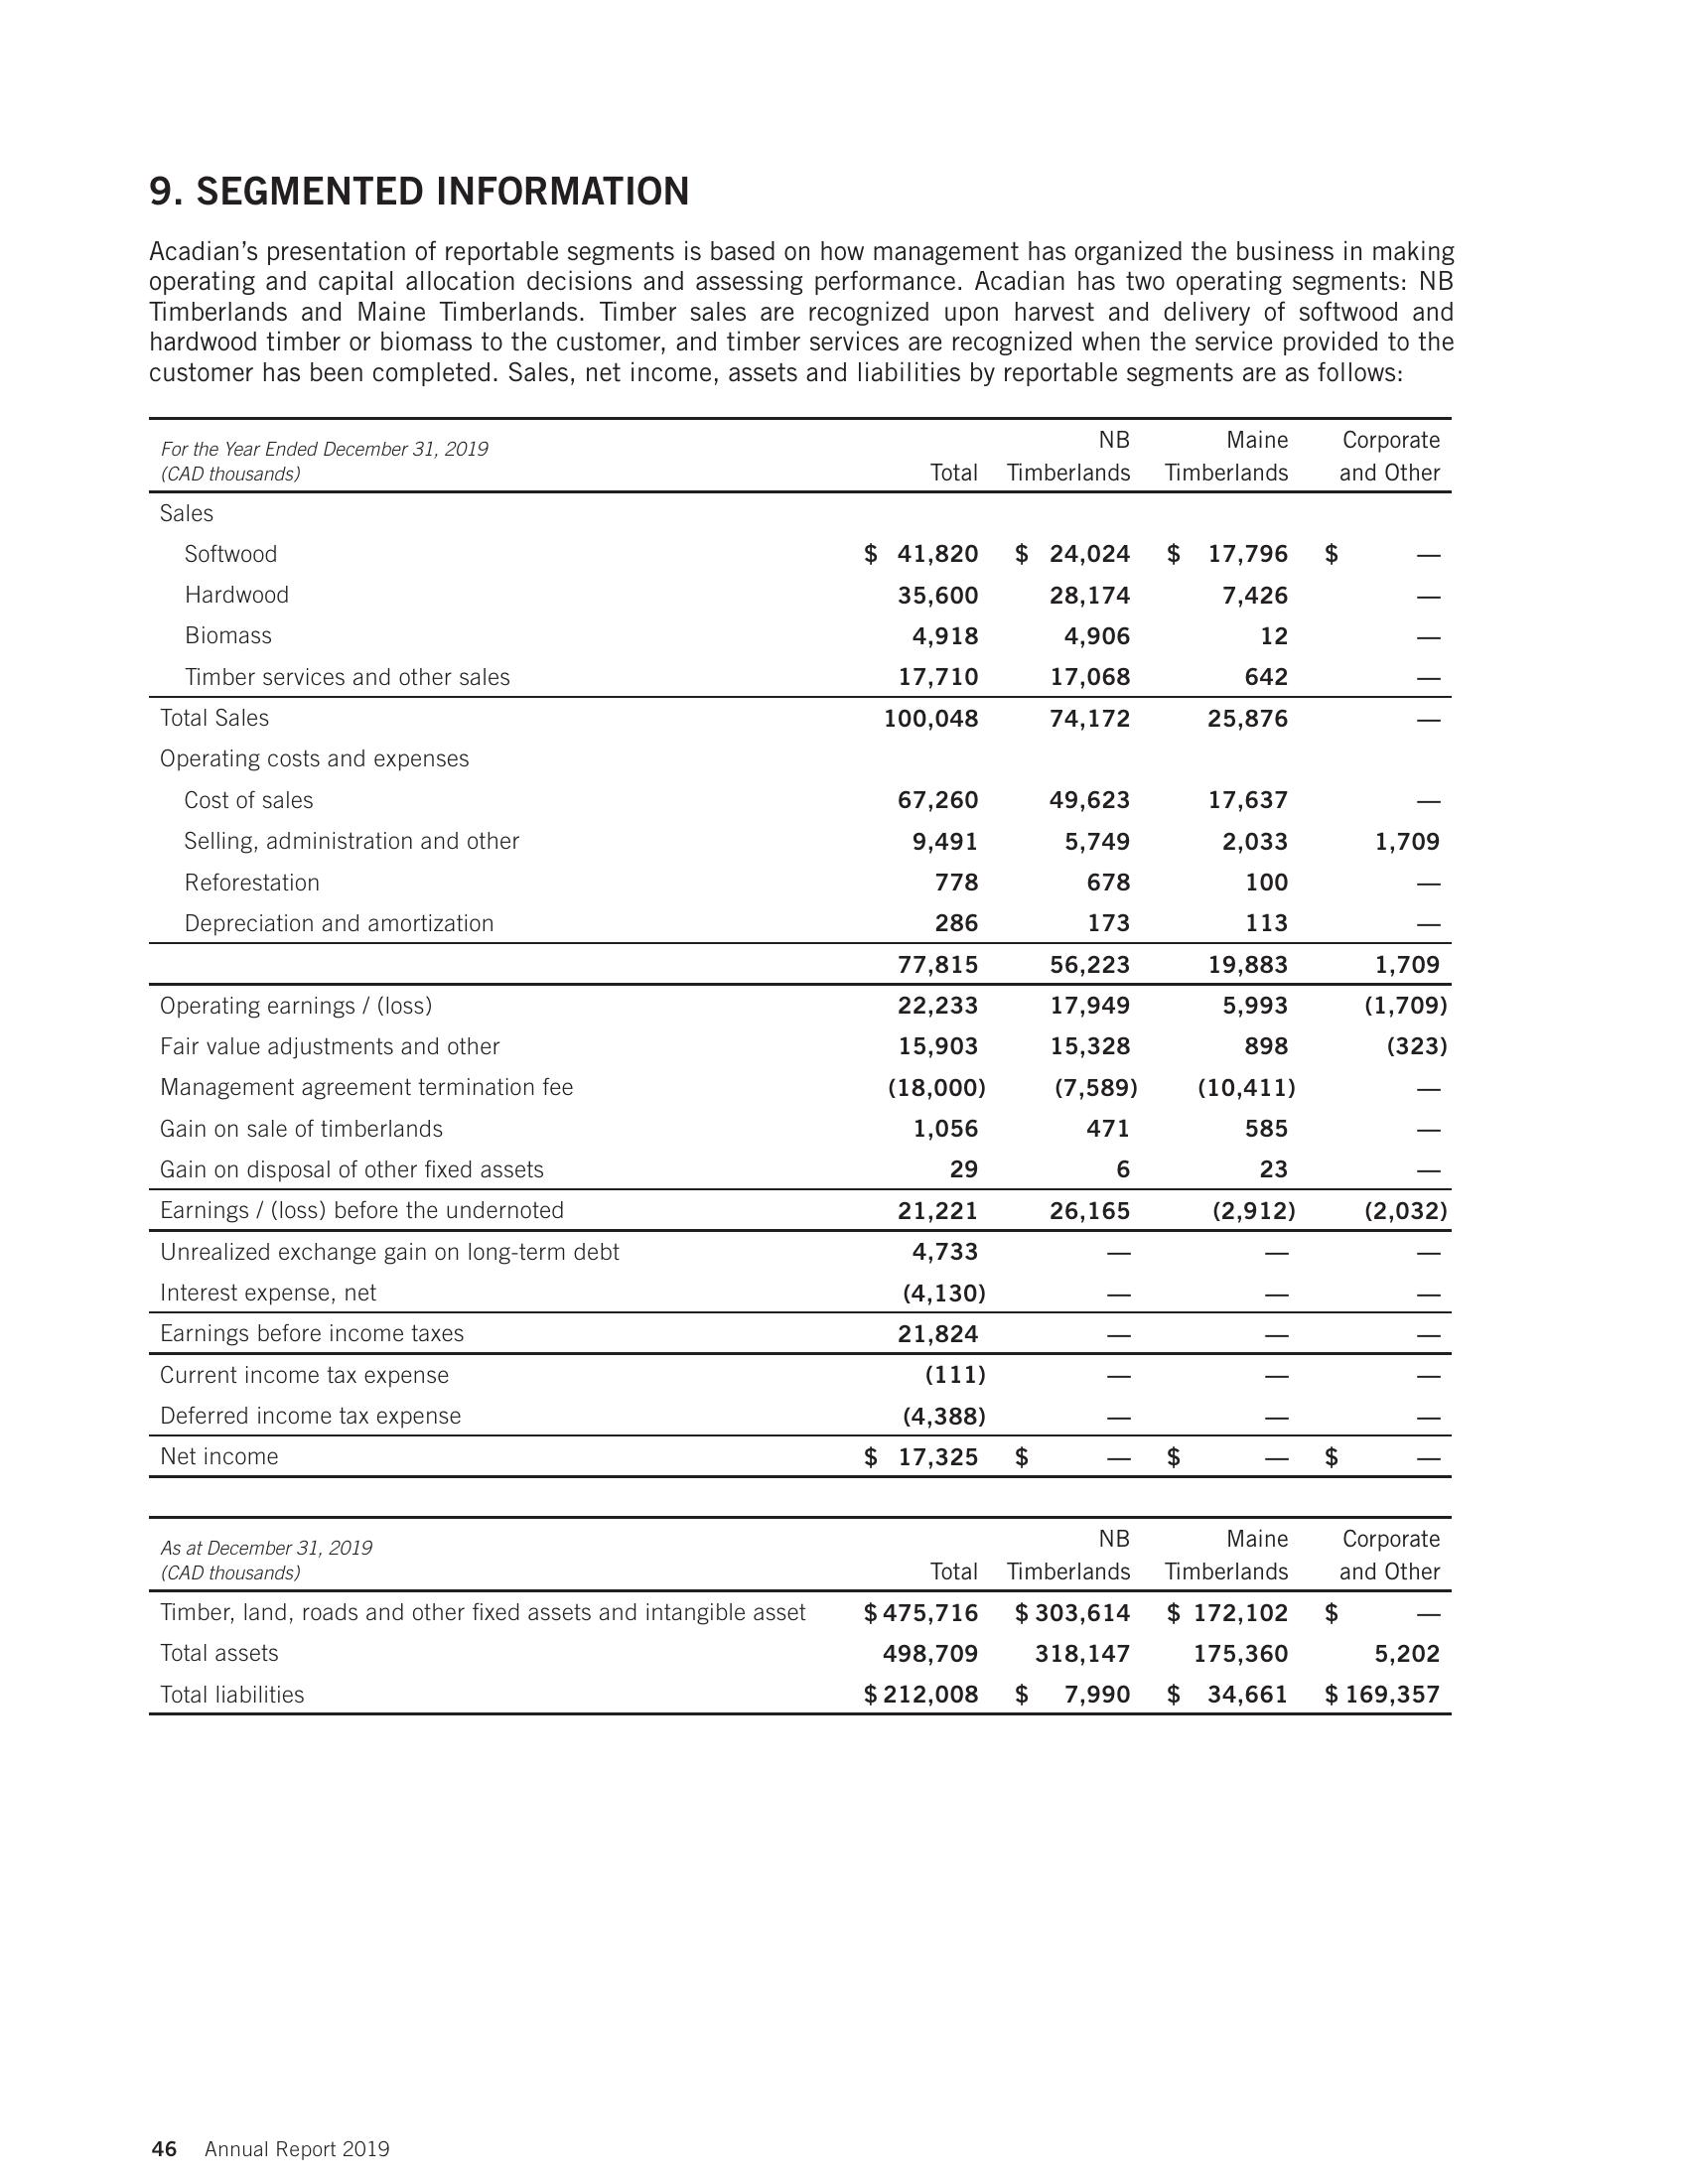 9. SEGMENTED INFORMATION
Acadian’s presentation of reportable segments is based on how management has organized the business in making
operating and capital allocation decisions and assessing performance. Acadian has two operating segments: NB
Timberlands and Maine Timberlands. Timber sales are recognized upon harvest and delivery of softwood and
hardwood timber or biomass to the customer, and timber services are recognized when the service provided to the
customer has been completed. Sales, net income, assets and liabilities by reportable segments are as follows:
For the Year Ended December 31, 2019 NB Maine Corporate
(CAD thousands) Total Timberlands Timberlands and Other
Sales
Softwood $ 41,820 $ 24,024 $ 17,796 $ —
Hardwood 35,600 28,174 7,426 —
Biomass 4,918 4,906 12 —
Timber services and other sales 17,710 17,068 642 —
Total Sales 100,048 74,172 25,876 —
Operating costs and expenses
Cost of sales 67,260 49,623 17,637 —
Selling, administration and other 9,491 5,749 2,033 1,709
Reforestation 778 678 100 —
Depreciation and amortization 286 173 113 —
77,815 56,223 19,883 1,709
Operating earnings / (loss) 22,233 17,949 5,993 (1,709)
Fair value adjustments and other 15,903 15,328 898 (323)
Management agreement termination fee (18,000) (7,589) (10,411) —
Gain on sale of timberlands 1,056 471 585 —
Gain on disposal of other fixed assets 29 6 23 —
Earnings / (loss) before the undernoted 21,221 26,165 (2,912) (2,032)
Unrealized exchange gain on long-term debt 4,733 — — —
Interest expense, net (4,130) — — —
Earnings before income taxes 21,824 — — —
Current income tax expense (111) — — —
Deferred income tax expense (4,388) — — —
Net income $ 17,325 $ — $ — $ —
As at December 31, 2019 NB Maine Corporate
(CAD thousands) Total Timberlands Timberlands and Other
Timber, land, roads and other fixed assets and intangible asset $ 475,716 $ 303,614 $ 172,102 $ —
Total assets 498,709 318,147 175,360 5,202
Total liabilities $ 212,008 $ 7,990 $ 34,661 $ 169,357
46 Annual Report 2019